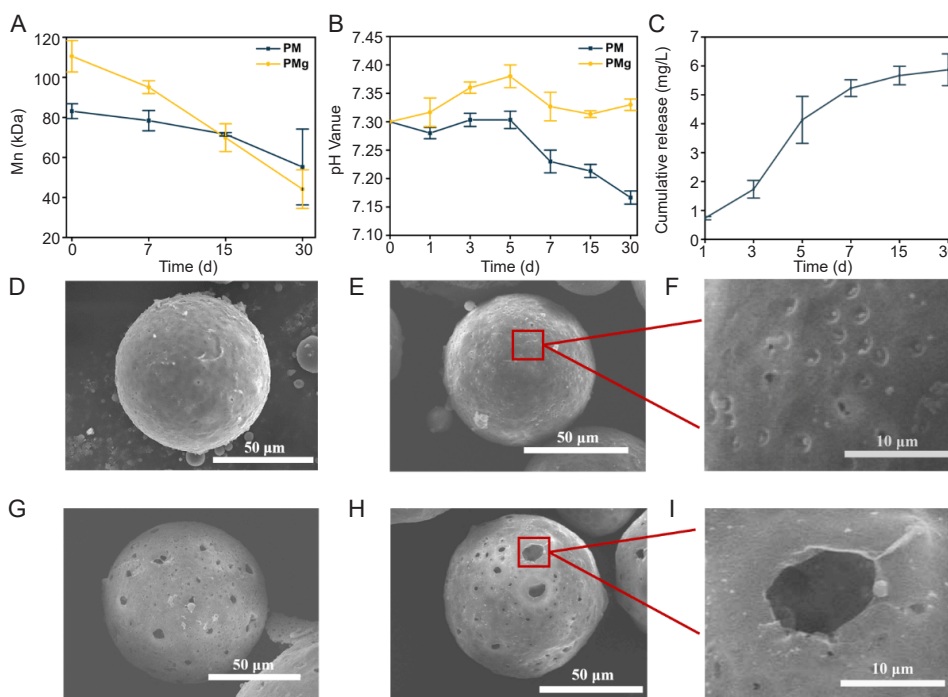 A
Mn (kDa)
120
100
80
60
40
20
PM
PMg
0
7
15
30
Time (d)
B
pH Vanue
7.45
7.40
7.35
7.30
7.25
7.20
7.15
7.10
PM
PMg
0
1
3
5
7
15
30
Time (d)
C
Cumulative release (mg/L)
7
6
5
4
3
2
1
0
1
3
5
7
15
Time (d)
D
50 µm
E
50 µm
F
10 µm
G
50 µm
H
50 µm
I
10 µm